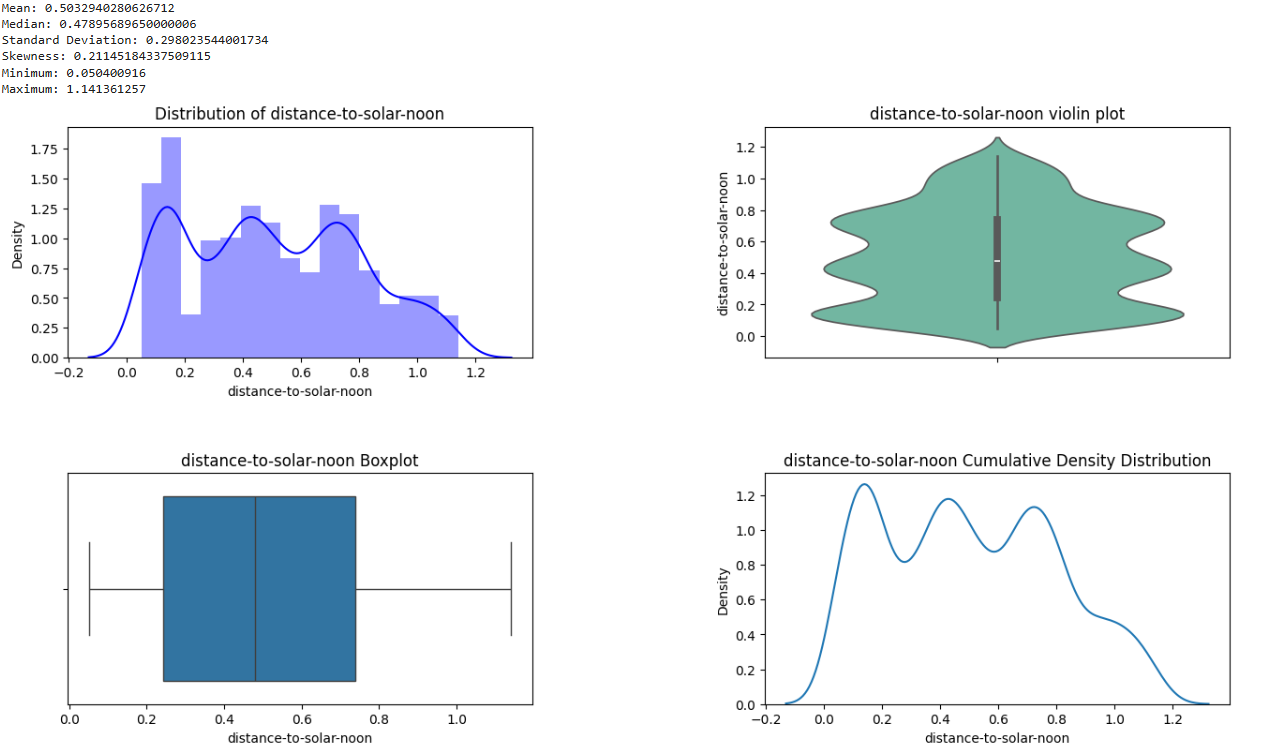 Mean: 0.5032940280626712
Median: 0.47895689650000006
Standard Deviation: 0.298023544001734
Skewness: 0.21145184337509115
Minimum: 0.050400916
Maximum: 1.141361257
Distribution of distance-to-solar-noon
Density
1.75
1.50
1.25
1.00
0.75
0.50
0.25
0.00
−0.2 0.0 0.2 0.4 0.6 0.8 1.0 1.2
distance-to-solar-noon
distance-to-solar-noon violin plot
distance-to-solar-noon
1.2
1.0
0.8
0.6
0.4
0.2
0.0
distance-to-solar-noon Boxplot
0.0 0.2 0.4 0.6 0.8 1.0
distance-to-solar-noon
distance-to-solar-noon Cumulative Density Distribution
Density
1.2
1.0
0.8
0.6
0.4
0.2
0.0
−0.2 0.0 0.2 0.4 0.6 0.8 1.0 1.2
distance-to-solar-noon